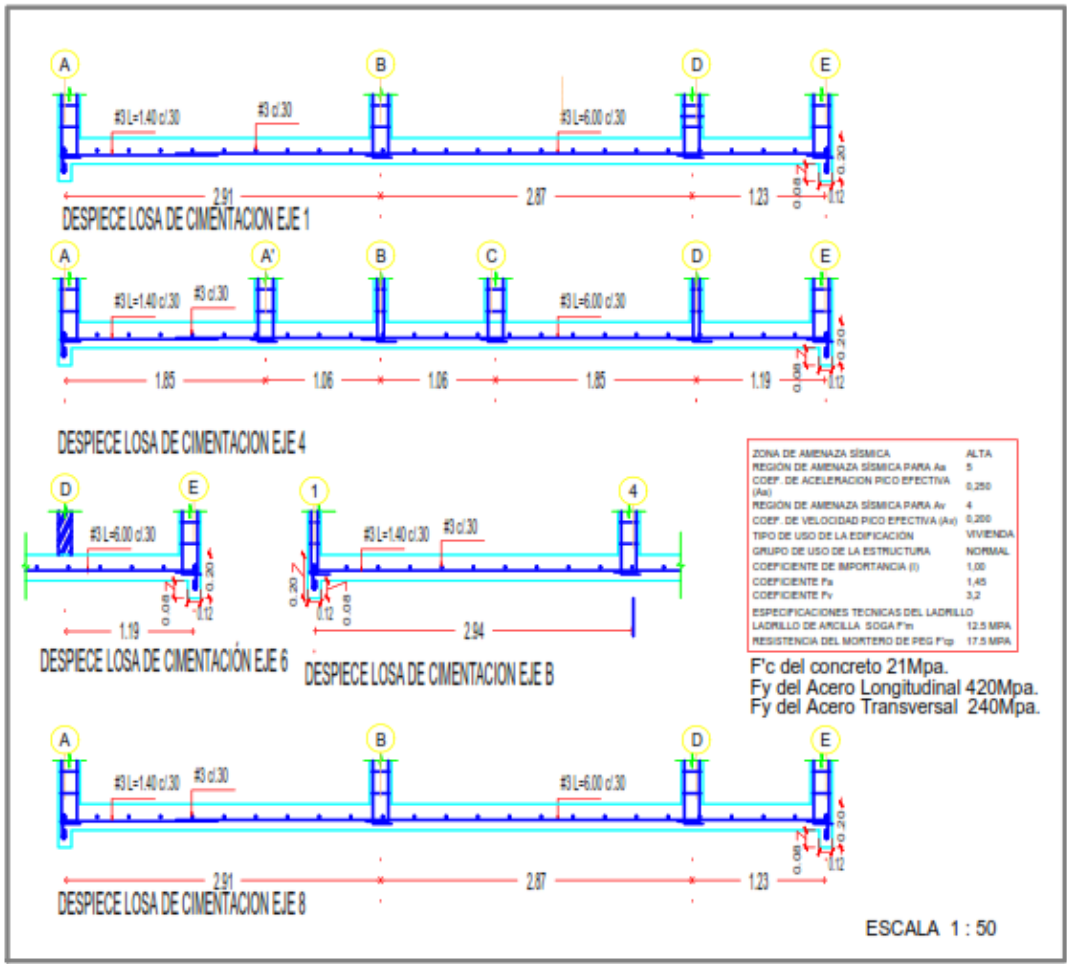 A B D E
#3 L=1.40 c/.30 #3 c/.30 #3 L=6.00 c/.30
0.20
0.08
2.91 2.87 1.23 0.12
DESPIECE LOSA DE CIMENTACION EJE 1
A A' B C D E
#3 L=1.40 c/.30 #3 c/.30 #3 L=6.00 c/.30
0.20
0.08
1.85 1.06 1.06 1.85 1.19 0.12
DESPIECE LOSA DE CIMENTACION EJE 4
D E
#3 L=6.00 c/.30
0.20
0.08
0.12
1.19
DESPIECE LOSA DE CIMENTACIÓN EJE 6
1 4
#3 L=1.40 c/.30 #3 c/.30
0.20
0.08
0.12
2.94
DESPIECE LOSA DE CIMENTACION EJE B
ZONA DE AMENAZA SÍSMICA ALTA
REGIÓN DE AMENAZA SÍSMICA PARA Aa 5
COEF. DE ACELERACION PICO EFECTIVA
(Aa) 0,250
REGIÓN DE AMENAZA SÍSMICA PARA Av 4
COEF. DE VELOCIDAD PICO EFECTIVA (Av) 0,200
TIPO DE USO DE LA EDIFICACIÓN VIVIENDA
GRUPO DE USO DE LA ESTRUCTURA NORMAL
COEFICIENTE DE IMPORTANCIA (I) 1,00
COEFICIENTE Fa 1,45
COEFICIENTE Fv 3,2
ESPECIFICACIONES TECNICAS DEL LADRILLO
LADRILLO DE ARCILLA SOGA F'm 12.5 MPA
RESISTENCIA DEL MORTERO DE PEG F'cp 17.5 MPA
F'c del concreto 21Mpa.
Fy del Acero Longitudinal 420Mpa.
Fy del Acero Transversal 240Mpa.
A B D E
#3 L=1.40 c/.30 #3 c/.30 #3 L=6.00 c/.30
0.20
0.08
2.91 2.87 1.23 0.12
DESPIECE LOSA DE CIMENTACION EJE 8
ESCALA 1 : 50